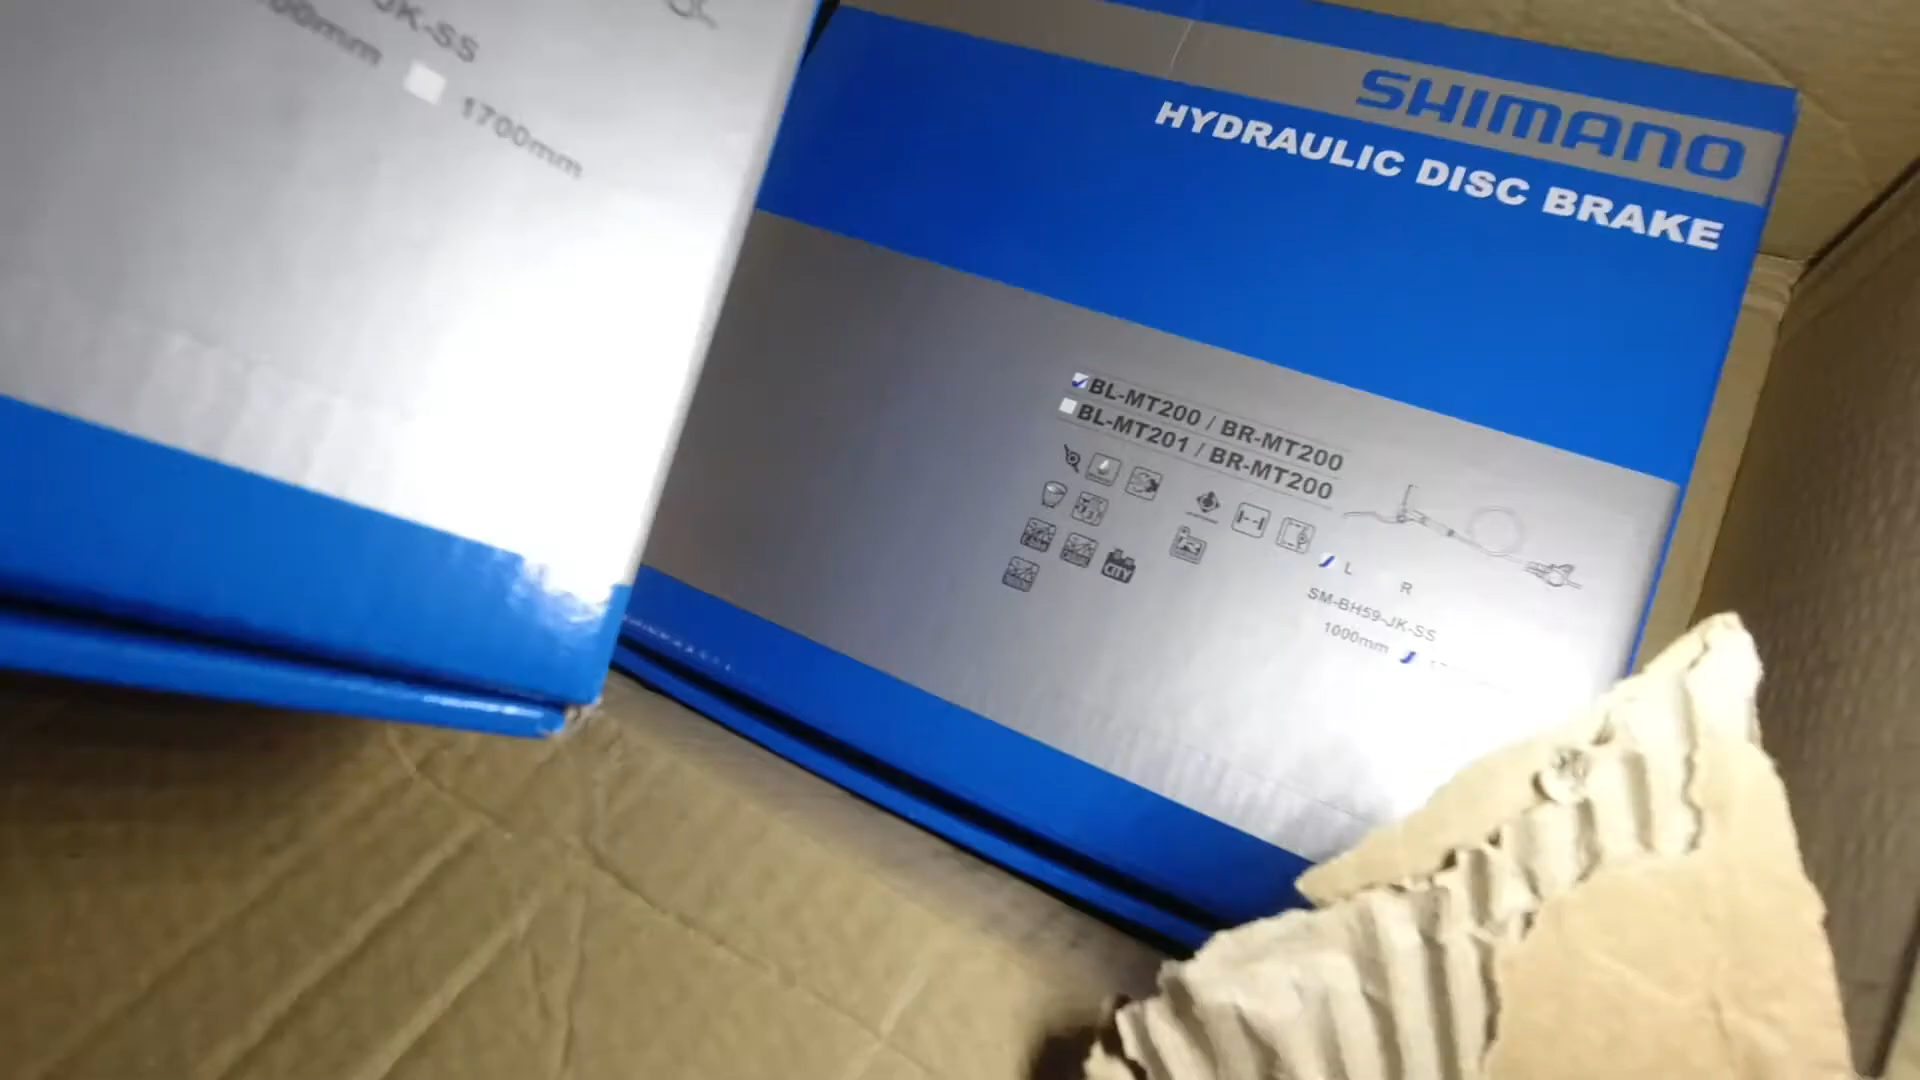 JK-SS
00mm
1700mm
SHIMANO
HYDRAULIC DISC BRAKE
BL-MT200 / BR-MT200
BL-MT201 / BR-MT200
CITY
L R
SM-BH59-JK-SS
1000mm